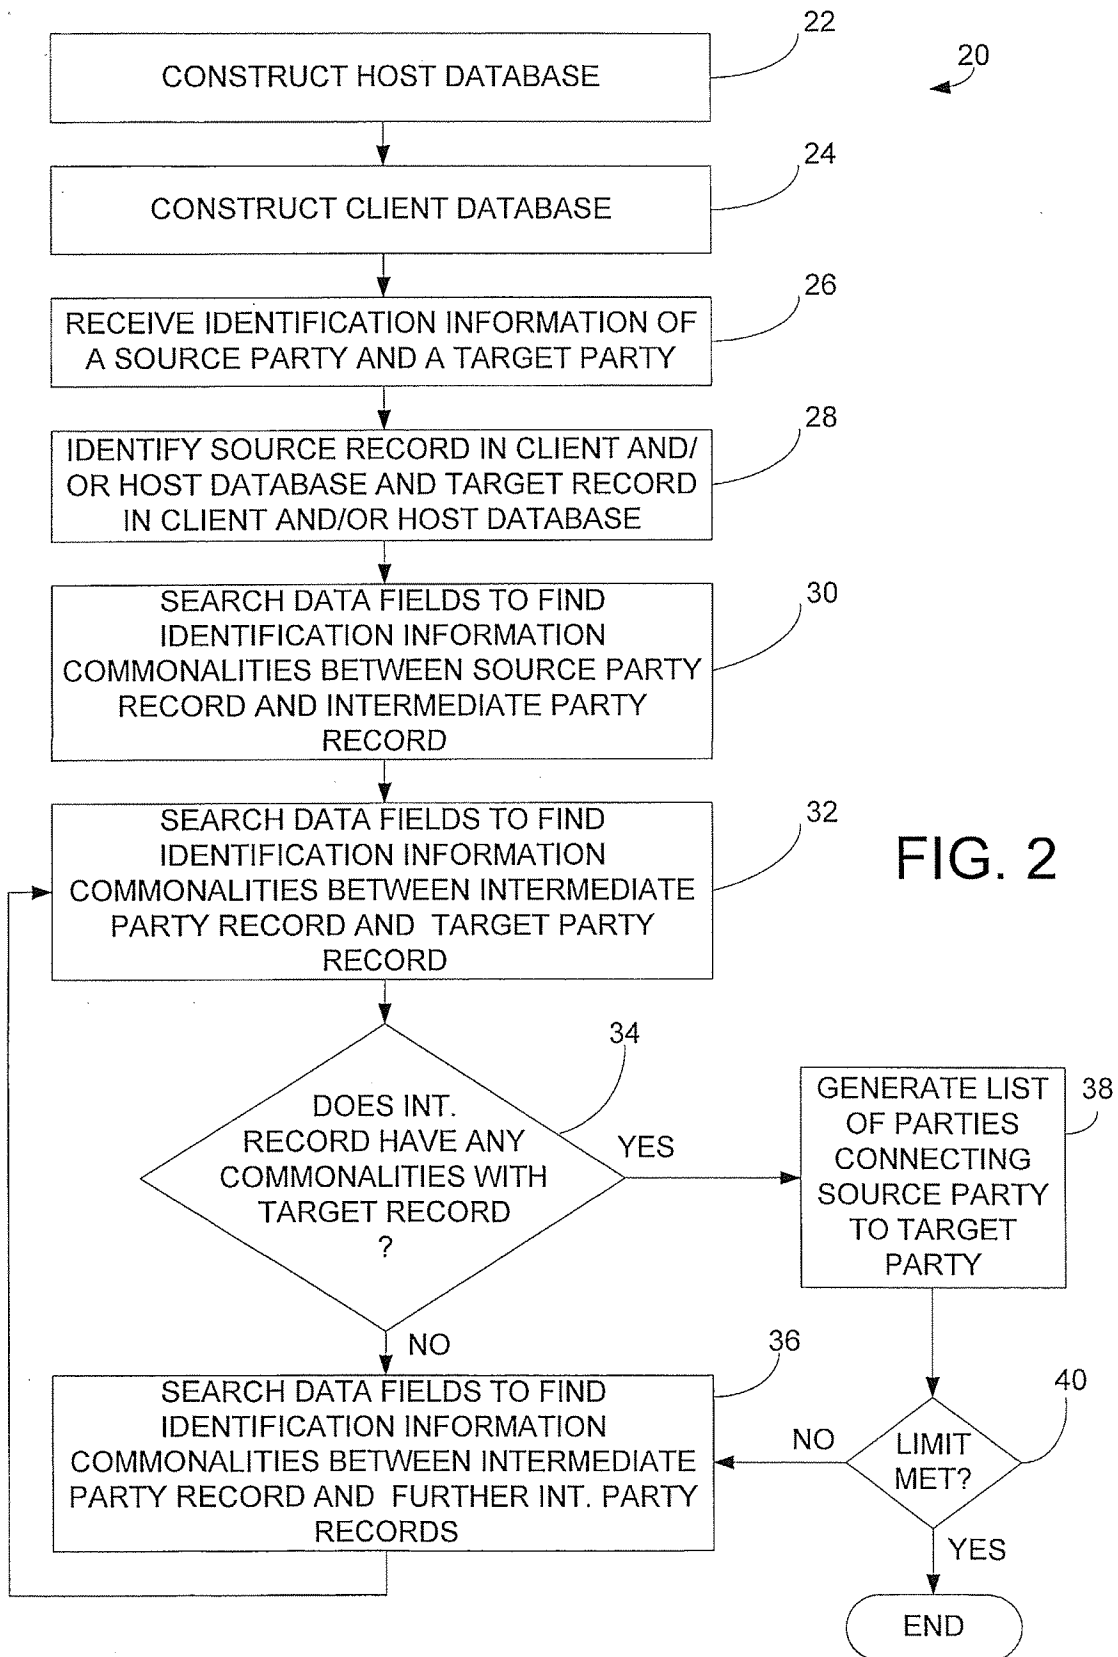 22
CONSTRUCT HOST DATABASE
20
24
CONSTRUCT CLIENT DATABASE
26
RECEIVE IDENTIFICATION INFORMATION OF
A SOURCE PARTY AND A TARGET PARTY
28
IDENTIFY SOURCE RECORD IN CLIENT AND/
OR HOST DATABASE AND TARGET RECORD
IN CLIENT AND/OR HOST DATABASE
30
SEARCH DATA FIELDS TO FIND
IDENTIFICATION INFORMATION
COMMONALITIES BETWEEN SOURCE PARTY
RECORD AND INTERMEDIATE PARTY
RECORD
32
SEARCH DATA FIELDS TO FIND
IDENTIFICATION INFORMATION
COMMONALITIES BETWEEN INTERMEDIATE
PARTY RECORD AND TARGET PARTY
RECORD
FIG. 2
34
DOES INT.
RECORD HAVE ANY
COMMONALITIES WITH
TARGET RECORD
?
YES
38
GENERATE LIST
OF PARTIES
CONNECTING
SOURCE PARTY
TO TARGET
PARTY
NO
36
SEARCH DATA FIELDS TO FIND
IDENTIFICATION INFORMATION
COMMONALITIES BETWEEN INTERMEDIATE
PARTY RECORD AND FURTHER INT. PARTY
RECORDS
40
LIMIT
MET?
NO
YES
END